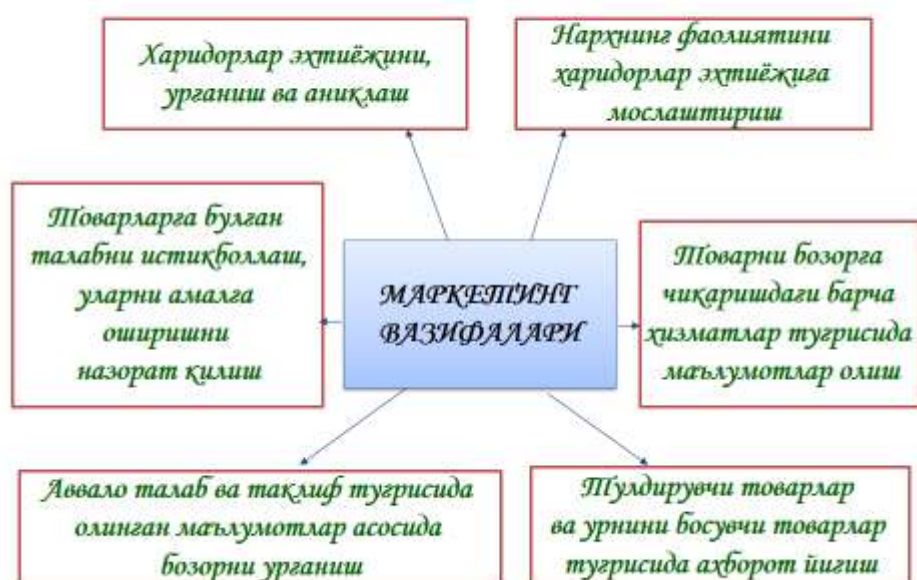 Харидорлар эхтиёжини,
урганиш ва аниклаш
Нархнинг фаолиятини
харидорлар эхтиёжига
мослаштириш
Товарларга булган
талабни истикболлаш,
уларни амалга
оширишни
назорат килиш
МАРКЕТИНГ
ВАЗИФАЛАРИ
Товарни бозорга
чикаришдаги барча
хизматлар тугрисида
маълумотлар олиш
Аввало талаб ва таклиф тугрисида
олинган маълумотлар асосида
бозорни урганиш
Тулдирувчи товарлар
ва урнини босувчи товарлар
тугрисида ахборот йигиш